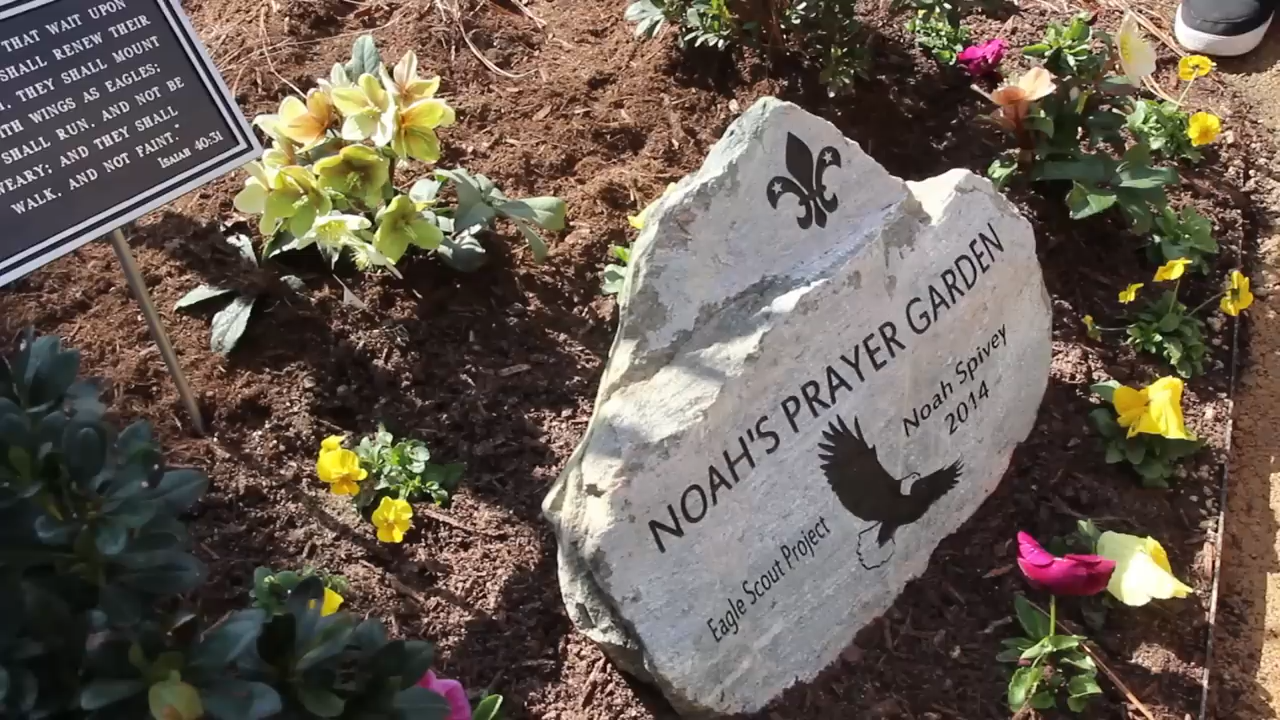 THAT WAIT UPON
SHALL RENEW THEIR
. THEY SHALL MOUNT
WITH WINGS AS EAGLES;
SHALL RUN, AND NOT BE
WEARY; AND THEY SHALL
WALK, AND NOT FAINT.
ISAIAH 40:31
NOAH'S PRAYER GARDEN
Noah Spivey
2014
Eagle Scout Project